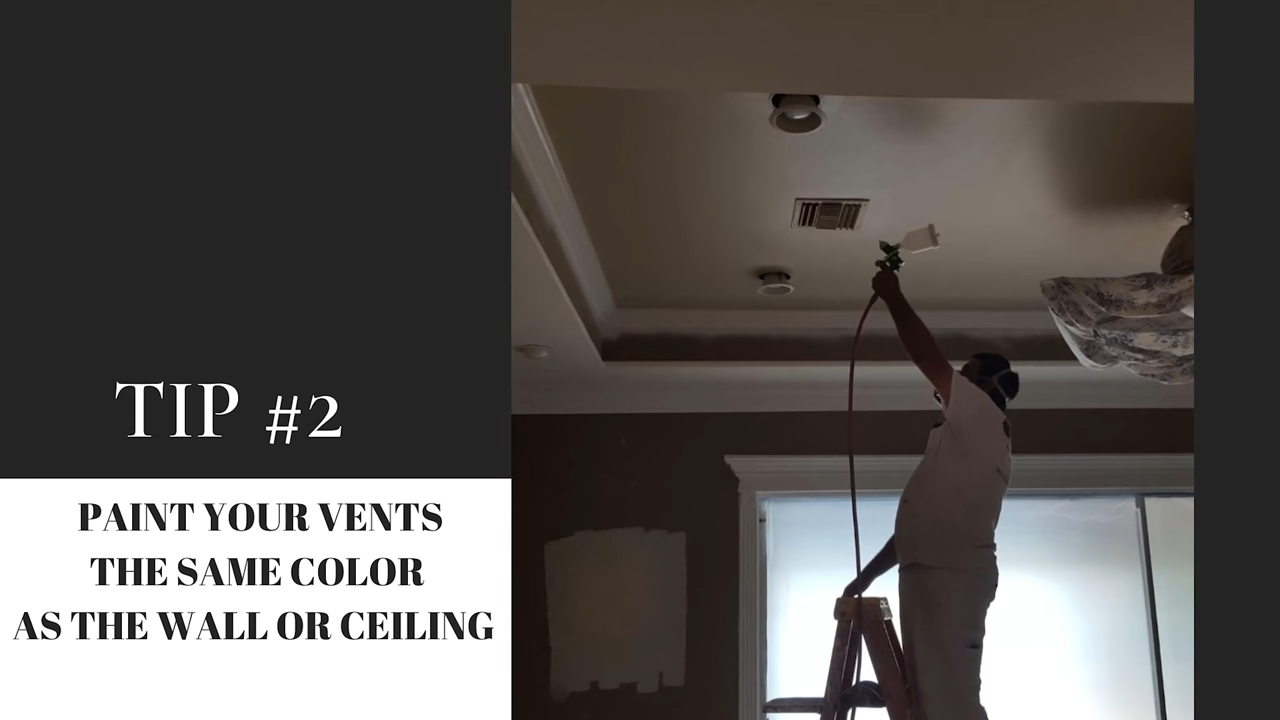 TIP #2
PAINT YOUR VENTS
THE SAME COLOR
AS THE WALL OR CEILING